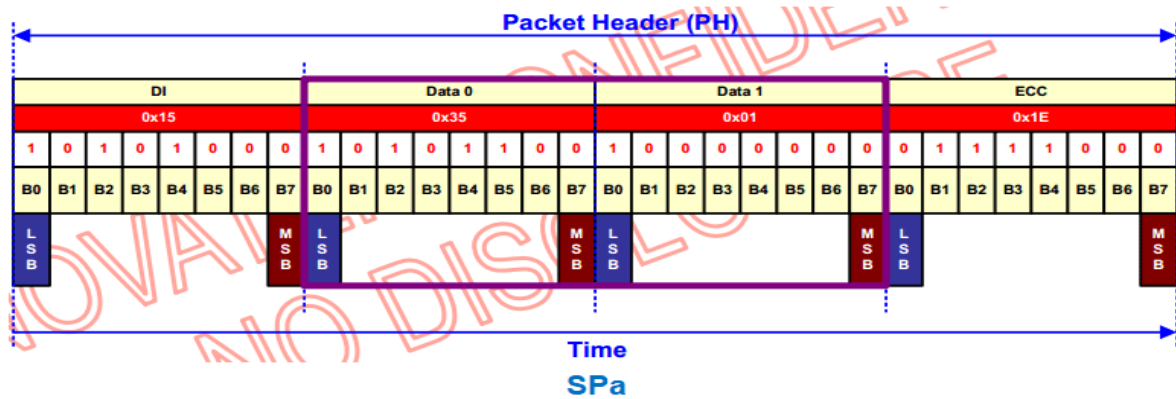 Packet Header (PH)
DI Data 0 Data 1 ECC
0x15 0x35 0x01 0x1E
1 0 1 0 1 0 0 0 1 0 1 0 1 1 0 0 1 0 0 0 0 0 0 0 0 1 1 1 1 0 0 0
B0 B1 B2 B3 B4 B5 B6 B7 B0 B1 B2 B3 B4 B5 B6 B7 B0 B1 B2 B3 B4 B5 B6 B7 B0 B1 B2 B3 B4 B5 B6 B7
LSB MSB LSB MSB LSB MSB LSB MSB
NO DISCLO
Time
SPa